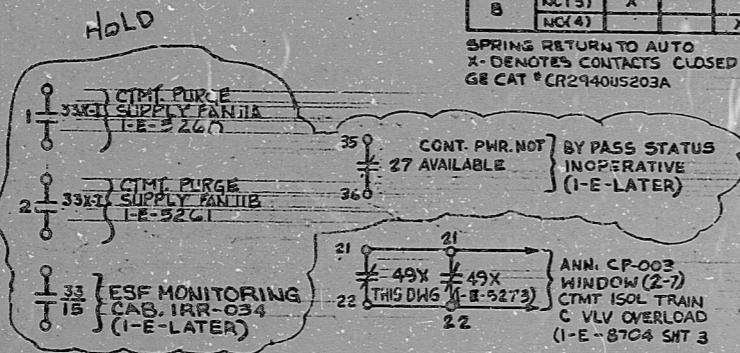 HOLD
B
NC(3) X
NC(4) X
SPRING RETURN TO AUTO
X-DENOTES CONTACTS CLOSED
GE CAT # CR2940US203A
1 33X-1 CTMT. PURGE
SUPPLY FAN 11A
1-E-5260
2 33X-2 CTMT. PURGE
SUPPLY FAN 11B
1-E-5261
33
15
ESF MONITORING
CAB. 1RR-034
(1-E-LATER)
35
27
36
CONT. PWR. NOT
AVAILABLE
BY PASS STATUS
INOPERATIVE
(1-E-LATER)
21 21
49X 49X
22 THIS DWG (1-E-5273)
22
ANN. CP-003
WINDOW (2-7)
CTMT ISOL TRAIN
C VLV OVERLOAD
(1-E-8704 SHT 3